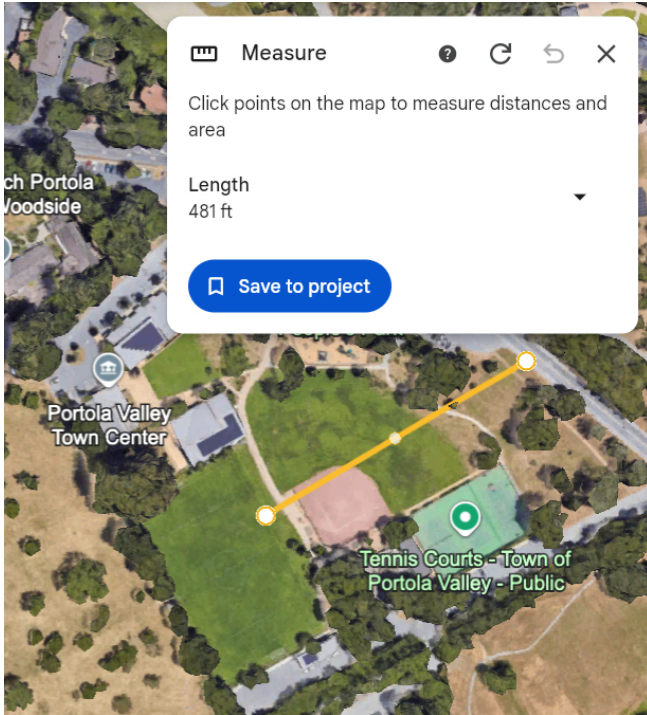 Measure
Click points on the map to measure distances and
area
Length
481 ft
Save to project
ch Portola
Woodside
Portola Valley
Town Center
Tennis Courts - Town of
Portola Valley - Public